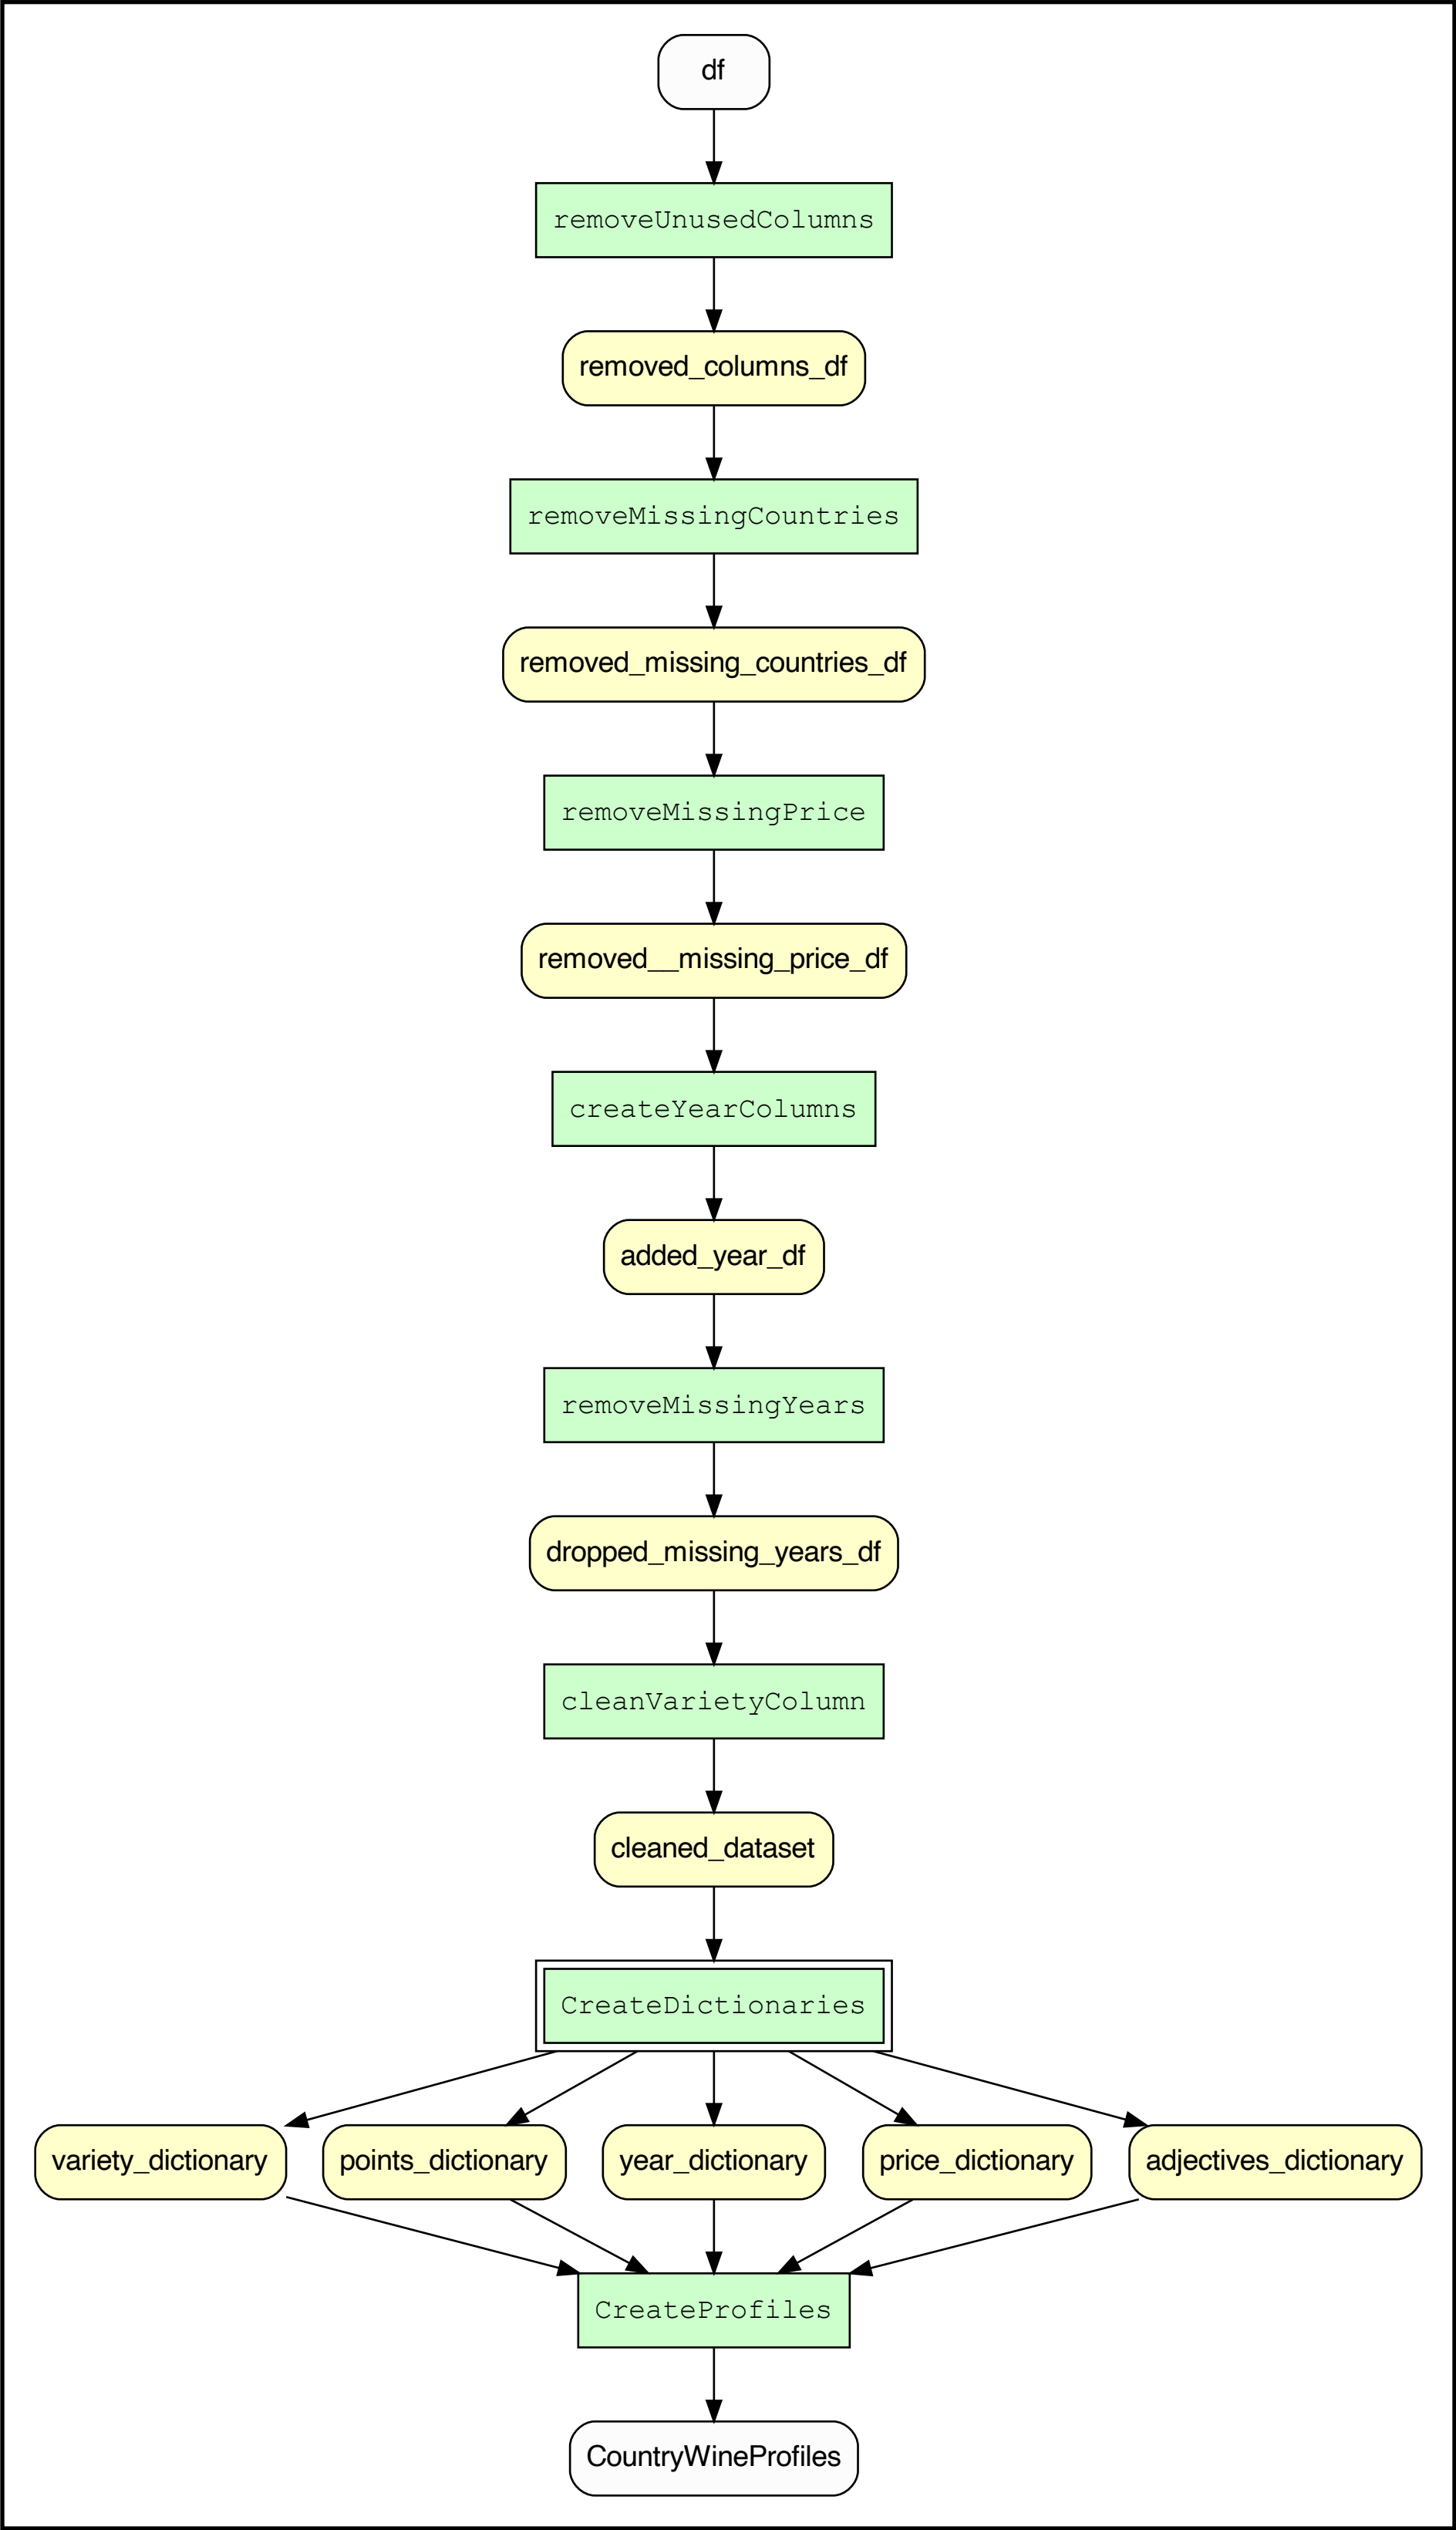 df
removeUnusedColumns
removed_columns_df
removeMissingCountries
removed_missing_countries_df
removeMissingPrice
removed__missing_price_df
createYearColumns
added_year_df
removeMissingYears
dropped_missing_years_df
cleanVarietyColumn
cleaned_dataset
CreateDictionaries
variety_dictionary
points_dictionary
year_dictionary
price_dictionary
adjectives_dictionary
CreateProfiles
CountryWineProfiles